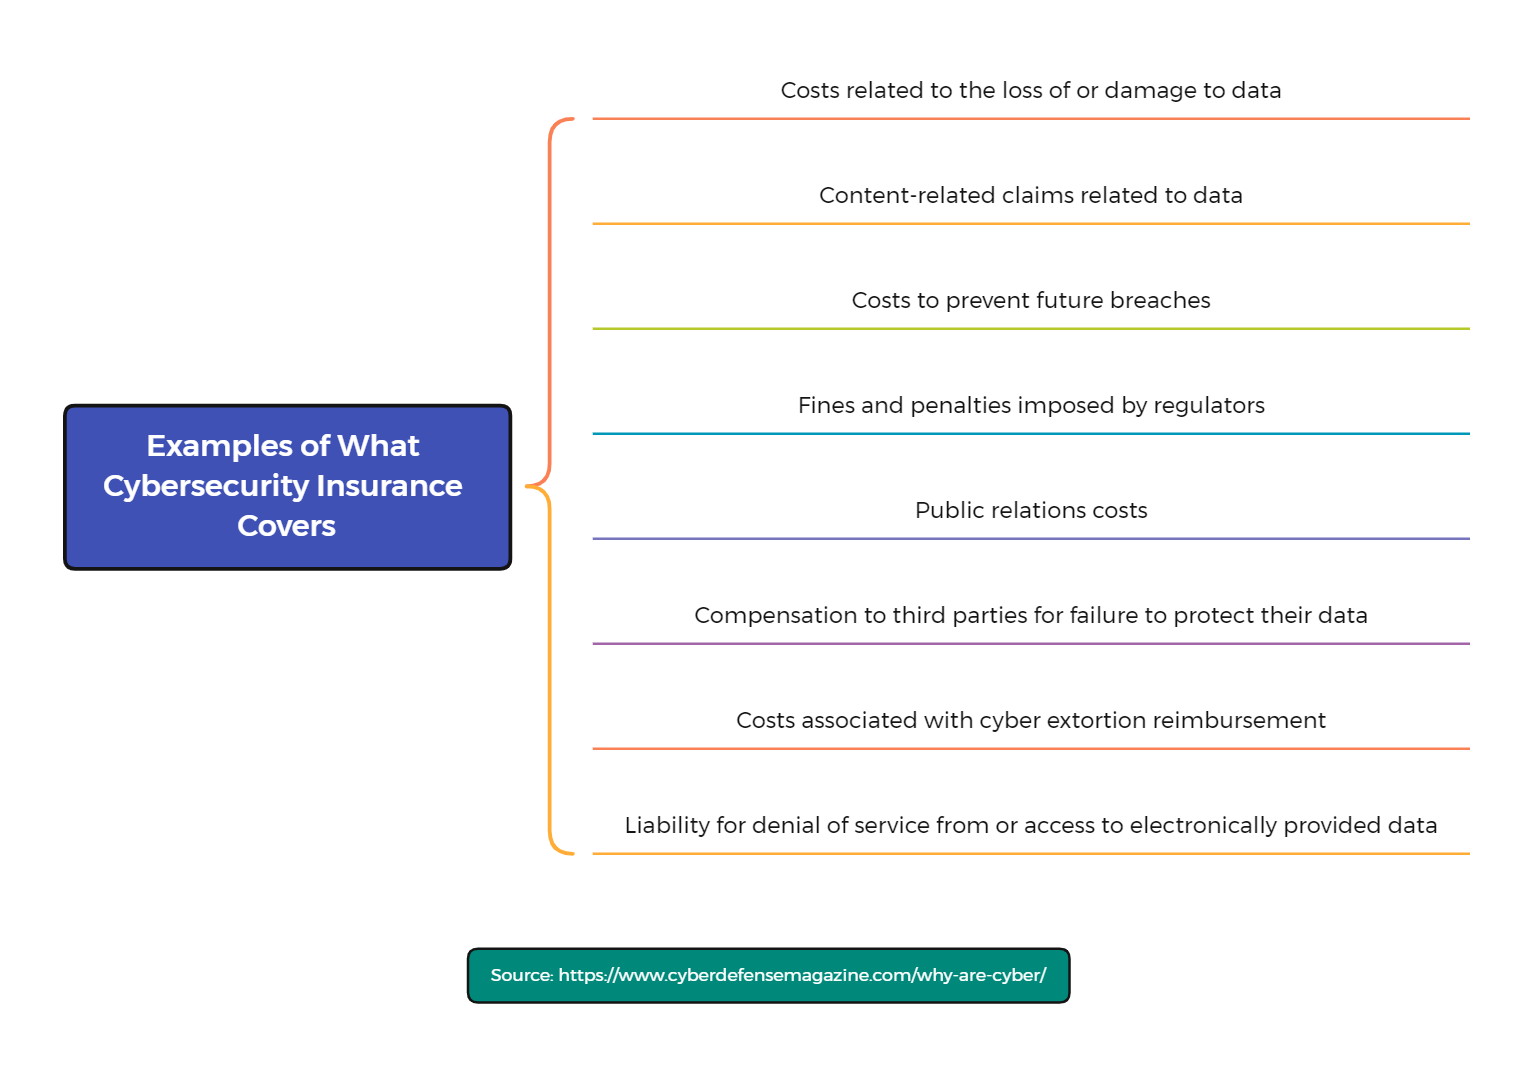 Costs related to the loss of or damage to data
Content-related claims related to data
Costs to prevent future breaches
Fines and penalties imposed by regulators
Examples of What
Cybersecurity Insurance
Covers
Public relations costs
Compensation to third parties for failure to protect their data
Costs associated with cyber extortion reimbursement
Liability for denial of service from or access to electronically provided data
Source: https://www.cyberdefensemagazine.com/why-are-cyber/